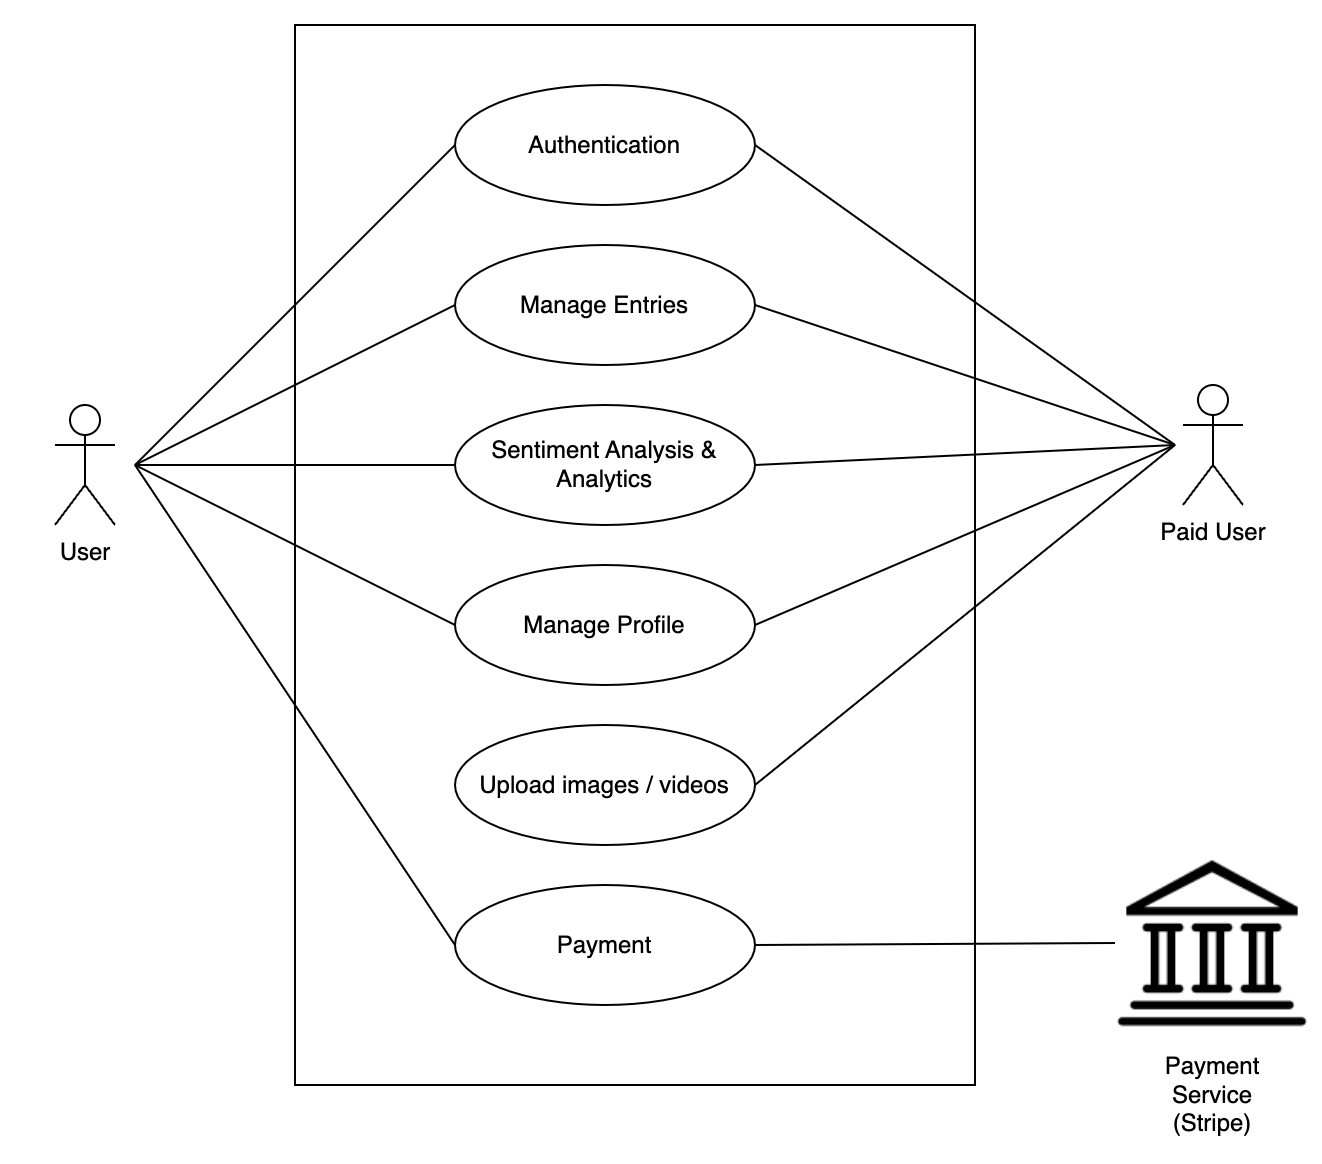 Authentication
Manage Entries
Sentiment Analysis &
Analytics
User
Paid User
Manage Profile
Upload images / videos
Payment
Payment
Service
(Stripe)